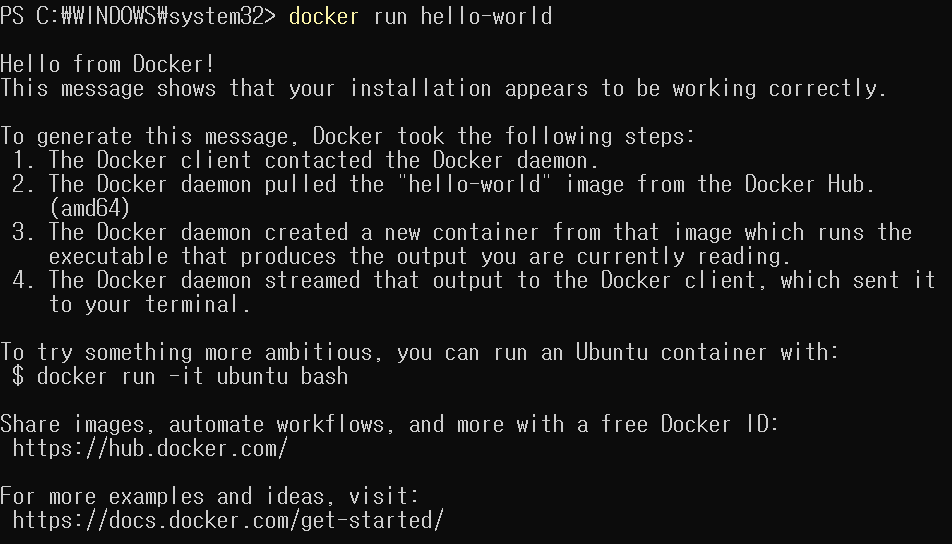 PS C:₩WINDOWS₩system32> docker run hello-world
Hello from Docker!
This message shows that your installation appears to be working correctly.
To generate this message, Docker took the following steps:
1. The Docker client contacted the Docker daemon.
2. The Docker daemon pulled the "hello-world" image from the Docker Hub.
(amd64)
3. The Docker daemon created a new container from that image which runs the
executable that produces the output you are currently reading.
4. The Docker daemon streamed that output to the Docker client, which sent it
to your terminal.
To try something more ambitious, you can run an Ubuntu container with:
$ docker run -it ubuntu bash
Share images, automate workflows, and more with a free Docker ID:
https://hub.docker.com/
For more examples and ideas, visit:
https://docs.docker.com/get-started/